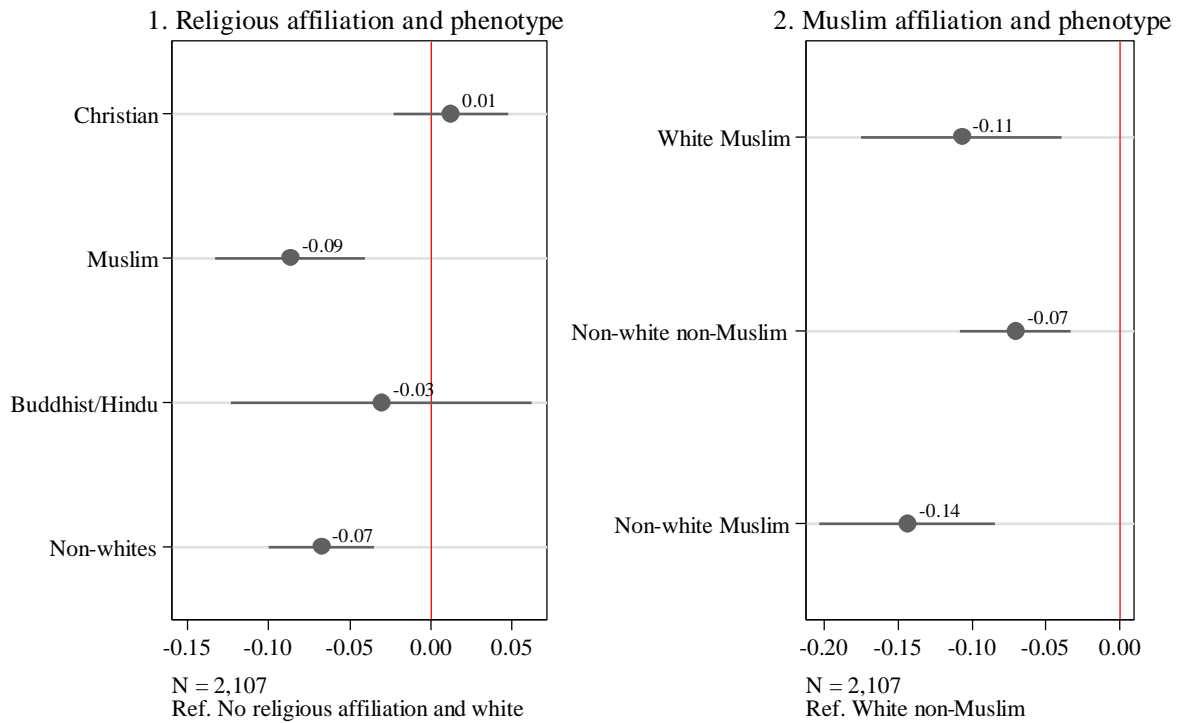 1. Religious affiliation and phenotype
Christian
0.01
Muslim
-0.09
Buddhist/Hindu
-0.03
Non-whites
-0.07
-0.15 -0.10 -0.05 0.00 0.05
N = 2,107
Ref. No religious affiliation and white
2. Muslim affiliation and phenotype
White Muslim
-0.11
Non-white non-Muslim
-0.07
Non-white Muslim
-0.14
-0.20 -0.15 -0.10 -0.05 0.00
N = 2,107
Ref. White non-Muslim